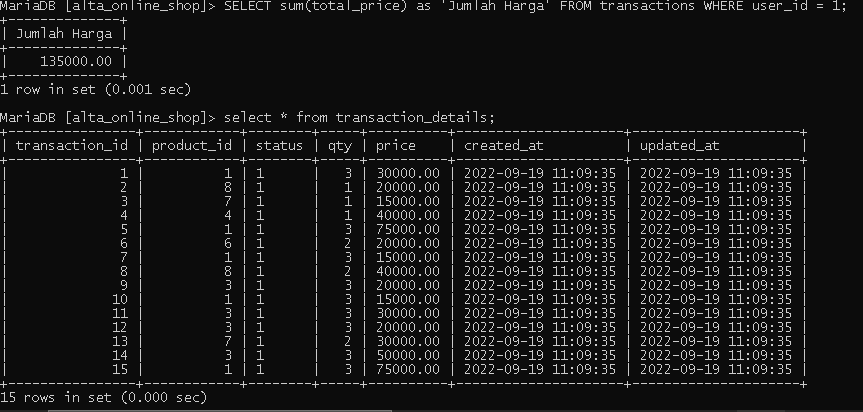 MariaDB [alta_online_shop]> SELECT sum(total_price) as 'Jumlah Harga' FROM transactions WHERE user_id = 1;
+--------------+
| Jumlah Harga |
+--------------+
|    135000.00 |
+--------------+
1 row in set (0.001 sec)

MariaDB [alta_online_shop]> select * from transaction_details;
+----------------+------------+--------+-----+----------+---------------------+---------------------+
| transaction_id | product_id | status | qty | price    | created_at          | updated_at          |
+----------------+------------+--------+-----+----------+---------------------+---------------------+
|              1 |          1 | 1      |   3 | 30000.00 | 2022-09-19 11:09:35 | 2022-09-19 11:09:35 |
|              2 |          8 | 1      |   1 | 20000.00 | 2022-09-19 11:09:35 | 2022-09-19 11:09:35 |
|              3 |          7 | 1      |   1 | 15000.00 | 2022-09-19 11:09:35 | 2022-09-19 11:09:35 |
|              4 |          4 | 1      |   1 | 40000.00 | 2022-09-19 11:09:35 | 2022-09-19 11:09:35 |
|              5 |          1 | 1      |   3 | 75000.00 | 2022-09-19 11:09:35 | 2022-09-19 11:09:35 |
|              6 |          6 | 1      |   2 | 20000.00 | 2022-09-19 11:09:35 | 2022-09-19 11:09:35 |
|              7 |          1 | 1      |   3 | 15000.00 | 2022-09-19 11:09:35 | 2022-09-19 11:09:35 |
|              8 |          8 | 1      |   2 | 40000.00 | 2022-09-19 11:09:35 | 2022-09-19 11:09:35 |
|              9 |          3 | 1      |   3 | 20000.00 | 2022-09-19 11:09:35 | 2022-09-19 11:09:35 |
|             10 |          1 | 1      |   3 | 15000.00 | 2022-09-19 11:09:35 | 2022-09-19 11:09:35 |
|             11 |          3 | 1      |   3 | 30000.00 | 2022-09-19 11:09:35 | 2022-09-19 11:09:35 |
|             12 |          3 | 1      |   3 | 20000.00 | 2022-09-19 11:09:35 | 2022-09-19 11:09:35 |
|             13 |          7 | 1      |   2 | 30000.00 | 2022-09-19 11:09:35 | 2022-09-19 11:09:35 |
|             14 |          3 | 1      |   3 | 50000.00 | 2022-09-19 11:09:35 | 2022-09-19 11:09:35 |
|             15 |          1 | 1      |   3 | 75000.00 | 2022-09-19 11:09:35 | 2022-09-19 11:09:35 |
+----------------+------------+--------+-----+----------+---------------------+---------------------+
15 rows in set (0.000 sec)